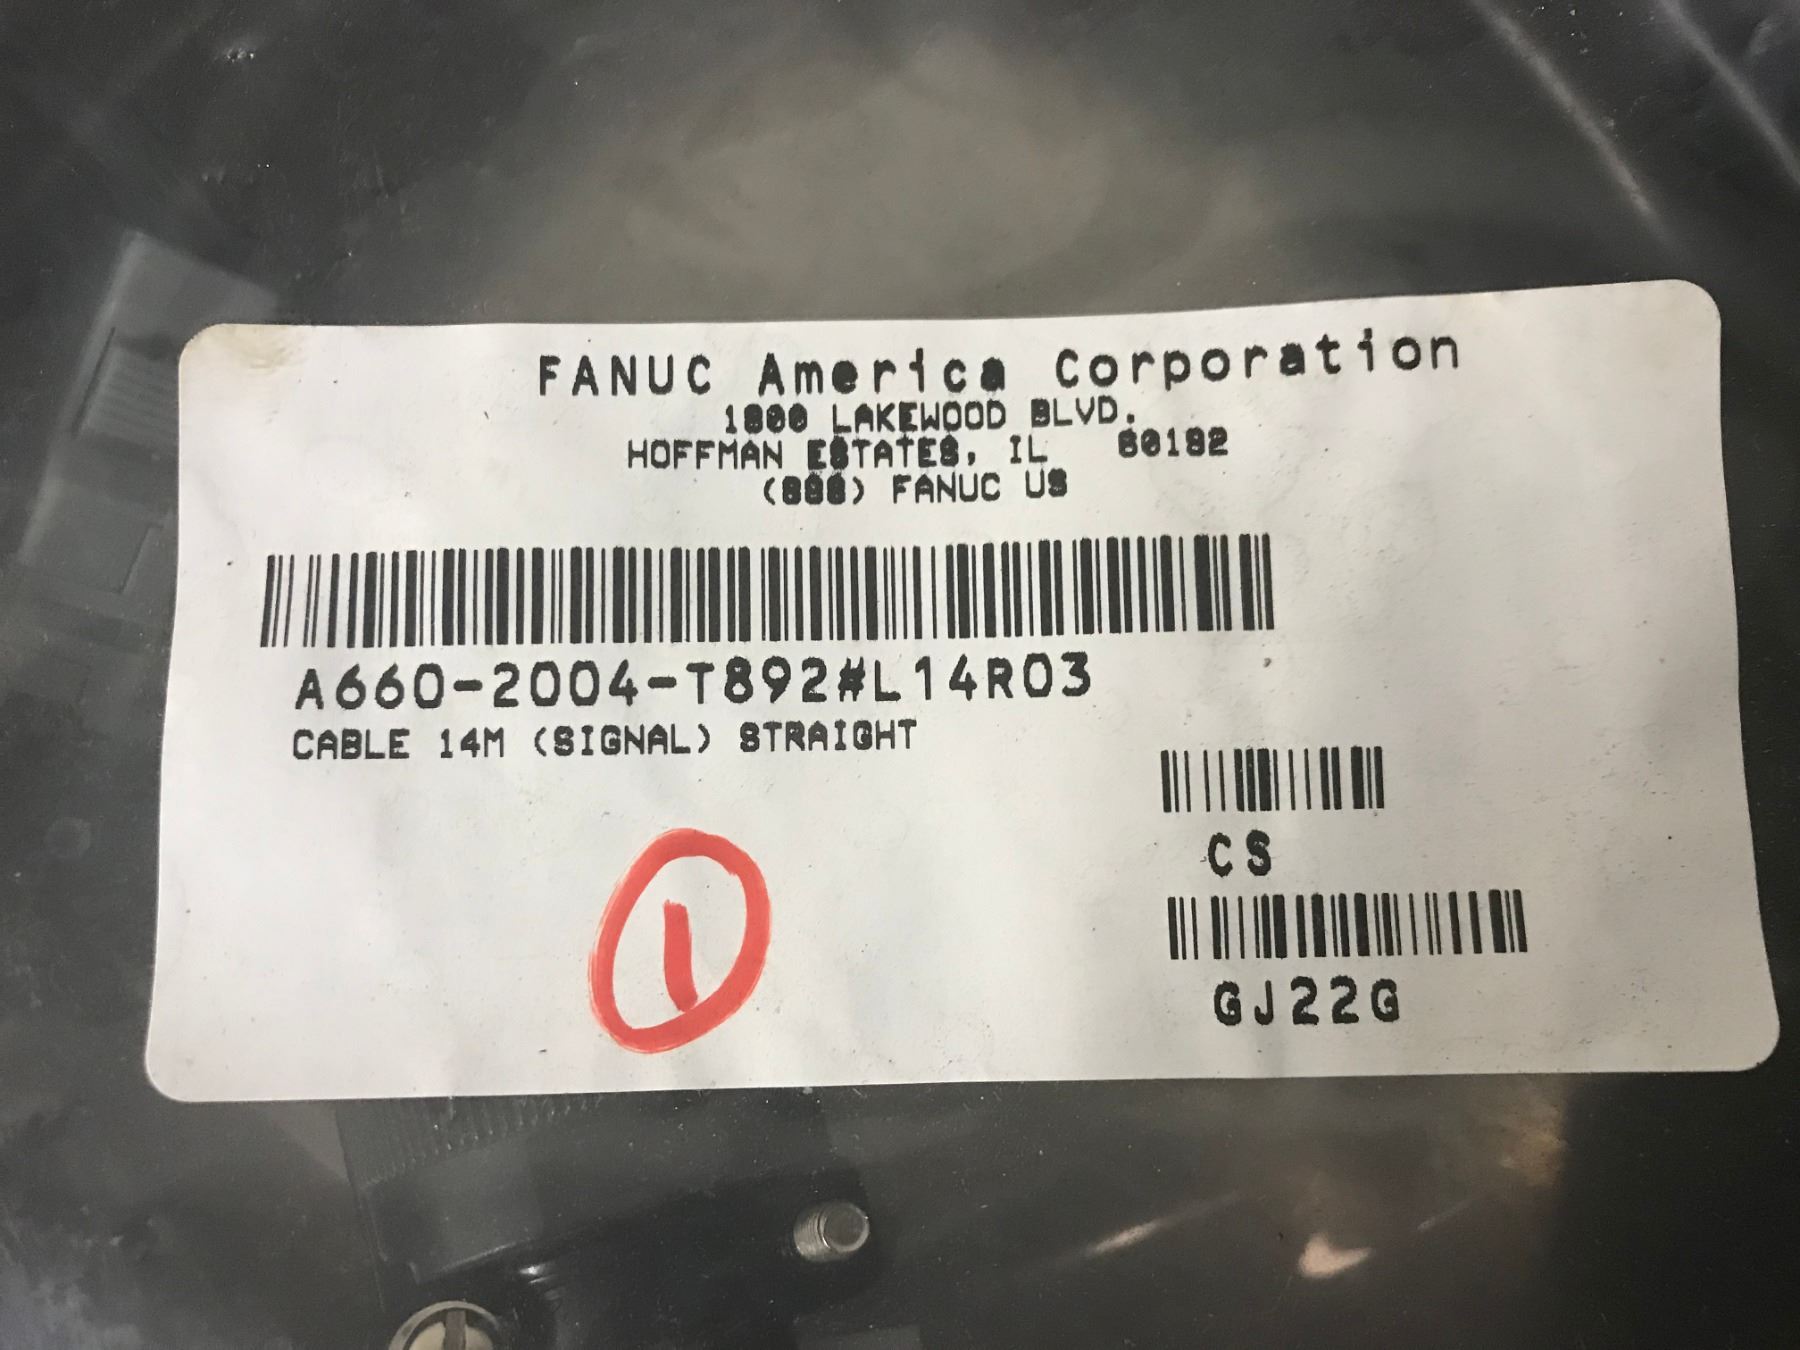 FANUC America Corporation
1800 LAKEWOOD BLVD.
HOFFMAN ESTATES, IL 60192
(888) FANUC US
A660-2004-T892#L14R03
CABLE 14M (SIGNAL) STRAIGHT
CS
1
GJ22G